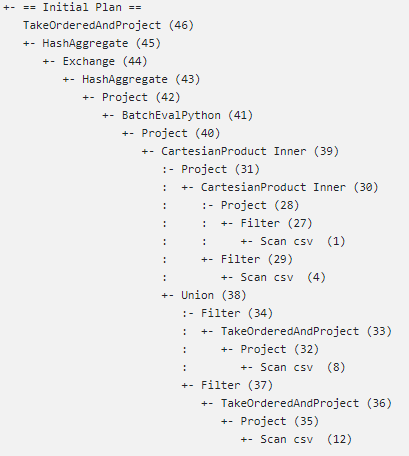 +- == Initial Plan ==
   TakeOrderedAndProject (46)
   +- HashAggregate (45)
      +- Exchange (44)
         +- HashAggregate (43)
            +- Project (42)
               +- BatchEvalPython (41)
                  +- Project (40)
                     +- CartesianProduct Inner (39)
                        :- Project (31)
                        :  +- CartesianProduct Inner (30)
                        :     :- Project (28)
                        :     :  +- Filter (27)
                        :     :     +- Scan csv  (1)
                        :     +- Filter (29)
                        :        +- Scan csv  (4)
                        +- Union (38)
                           :- Filter (34)
                           :  +- TakeOrderedAndProject (33)
                           :     +- Project (32)
                           :        +- Scan csv  (8)
                           +- Filter (37)
                              +- TakeOrderedAndProject (36)
                                 +- Project (35)
                                    +- Scan csv  (12)